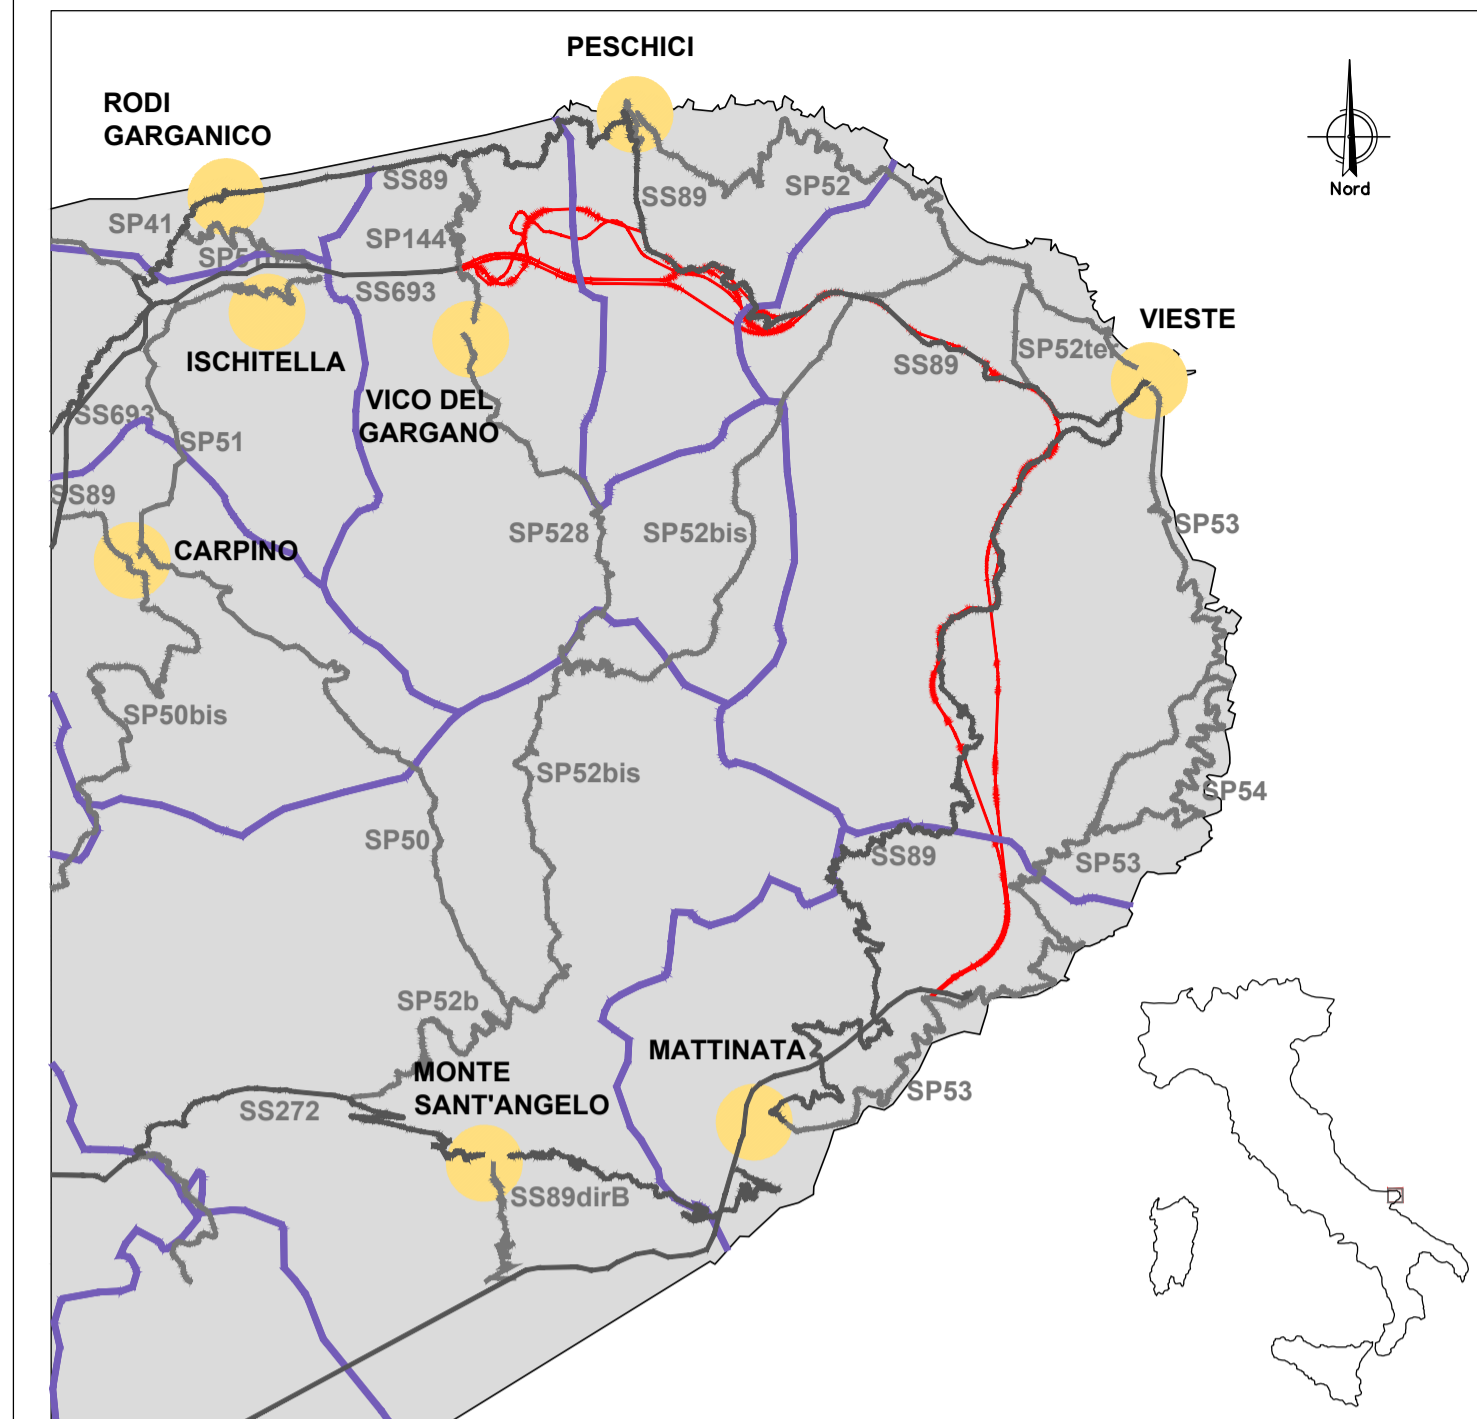 PESCHICI
RODI
GARGANICO
SS89
SP41
SP144
SS89
SP52
Nord
SS693
ISCHITELLA
VICO DEL
GARGANO
VIESTE
SP52ter
SS89
SS693
SP51
SS89
CARPINO
SP528
SP52bis
SP53
SP50bis
SP52bis
SP54
SP50
SS89
SP53
SP52b
MATTINATA
MONTE
SANT'ANGELO
SS272
SP53
SS89dirB